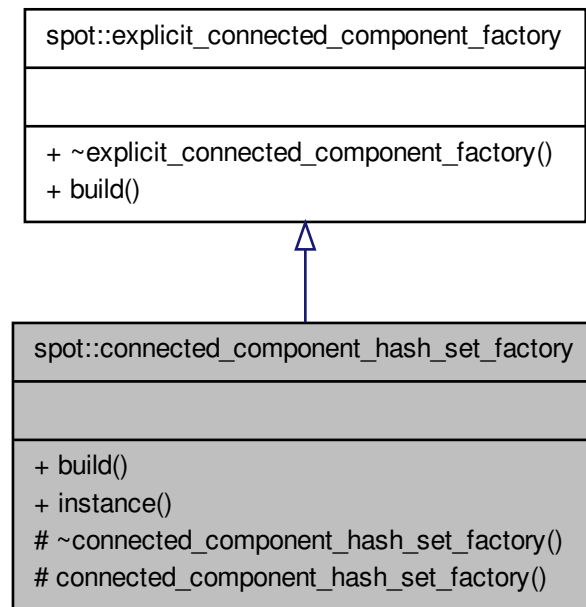 spot::explicit_connected_component_factory
+ ~explicit_connected_component_factory()
+ build()
spot::connected_component_hash_set_factory
+ build()
+ instance()
# ~connected_component_hash_set_factory()
# connected_component_hash_set_factory()